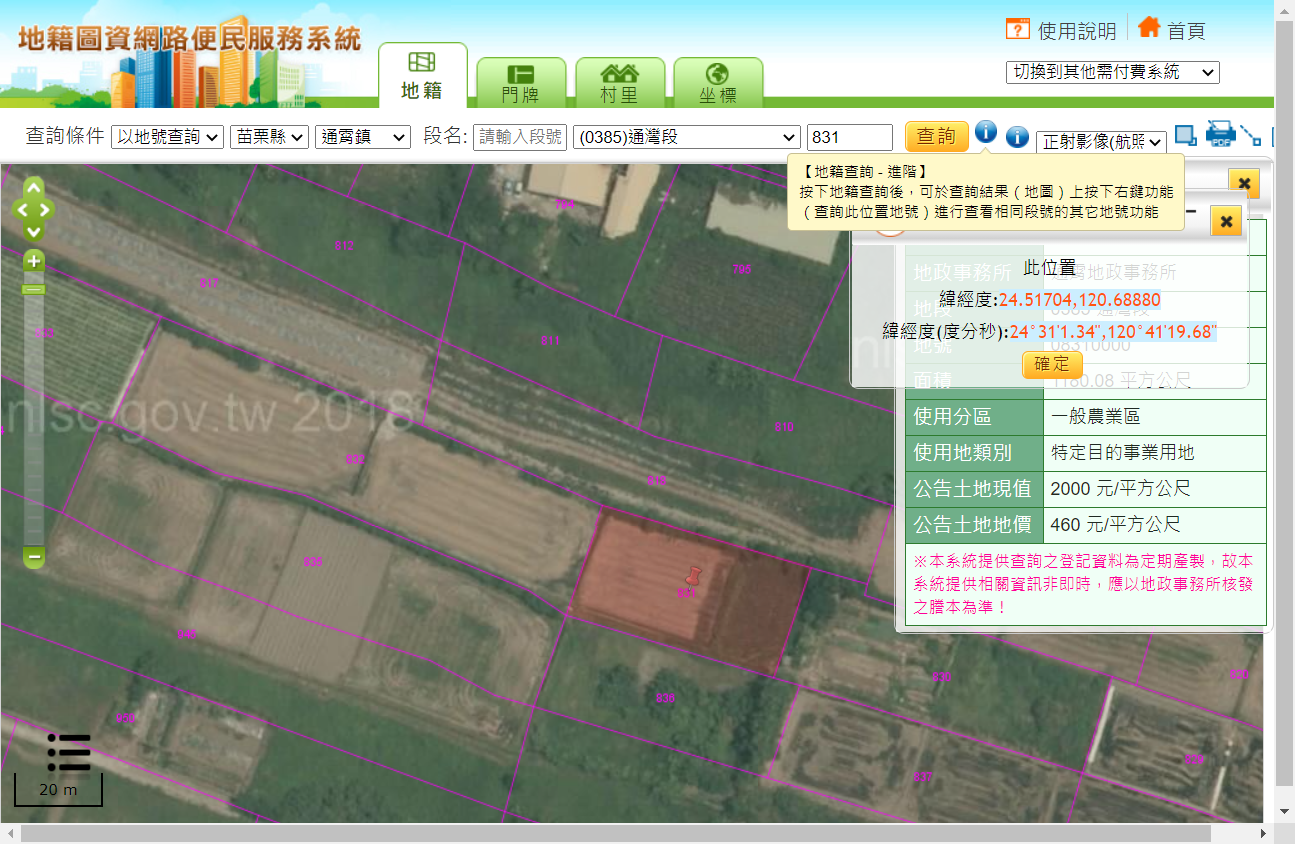 地籍圖資網路便民服務系統
使用說明
首頁
切換到其他需付費系統
地籍
門牌
村里
坐標
查詢條件
以地號查詢
苗栗縣
通霄鎮
段名:
請輸入段號
(0385)通灣段
831
查詢
正射影像(航照
PDF
【地籍查詢 - 進階】
按下地籍查詢後，可於查詢結果（地圖）上按下右鍵功能
（查詢此位置地號）進行查看相同段號的其它地號功能
此位置
緯經度:24.51704,120.68880
緯經度(度分秒):24°31'1.34",120°41'19.68"
確定
地政事務所
地政事務所
地段
0385 通灣段
地號
08310000
面積
1180.08 平方公尺
使用分區
一般農業區
使用地類別
特定目的事業用地
公告土地現值
2000 元/平方公尺
公告土地地價
460 元/平方公尺
※本系統提供查詢之登記資料為定期產製，故本
系統提供相關資訊非即時，應以地政事務所核發
之謄本為準！
812
795
817
811
810
835
831
nlsc.gov.tw 2018
20 m